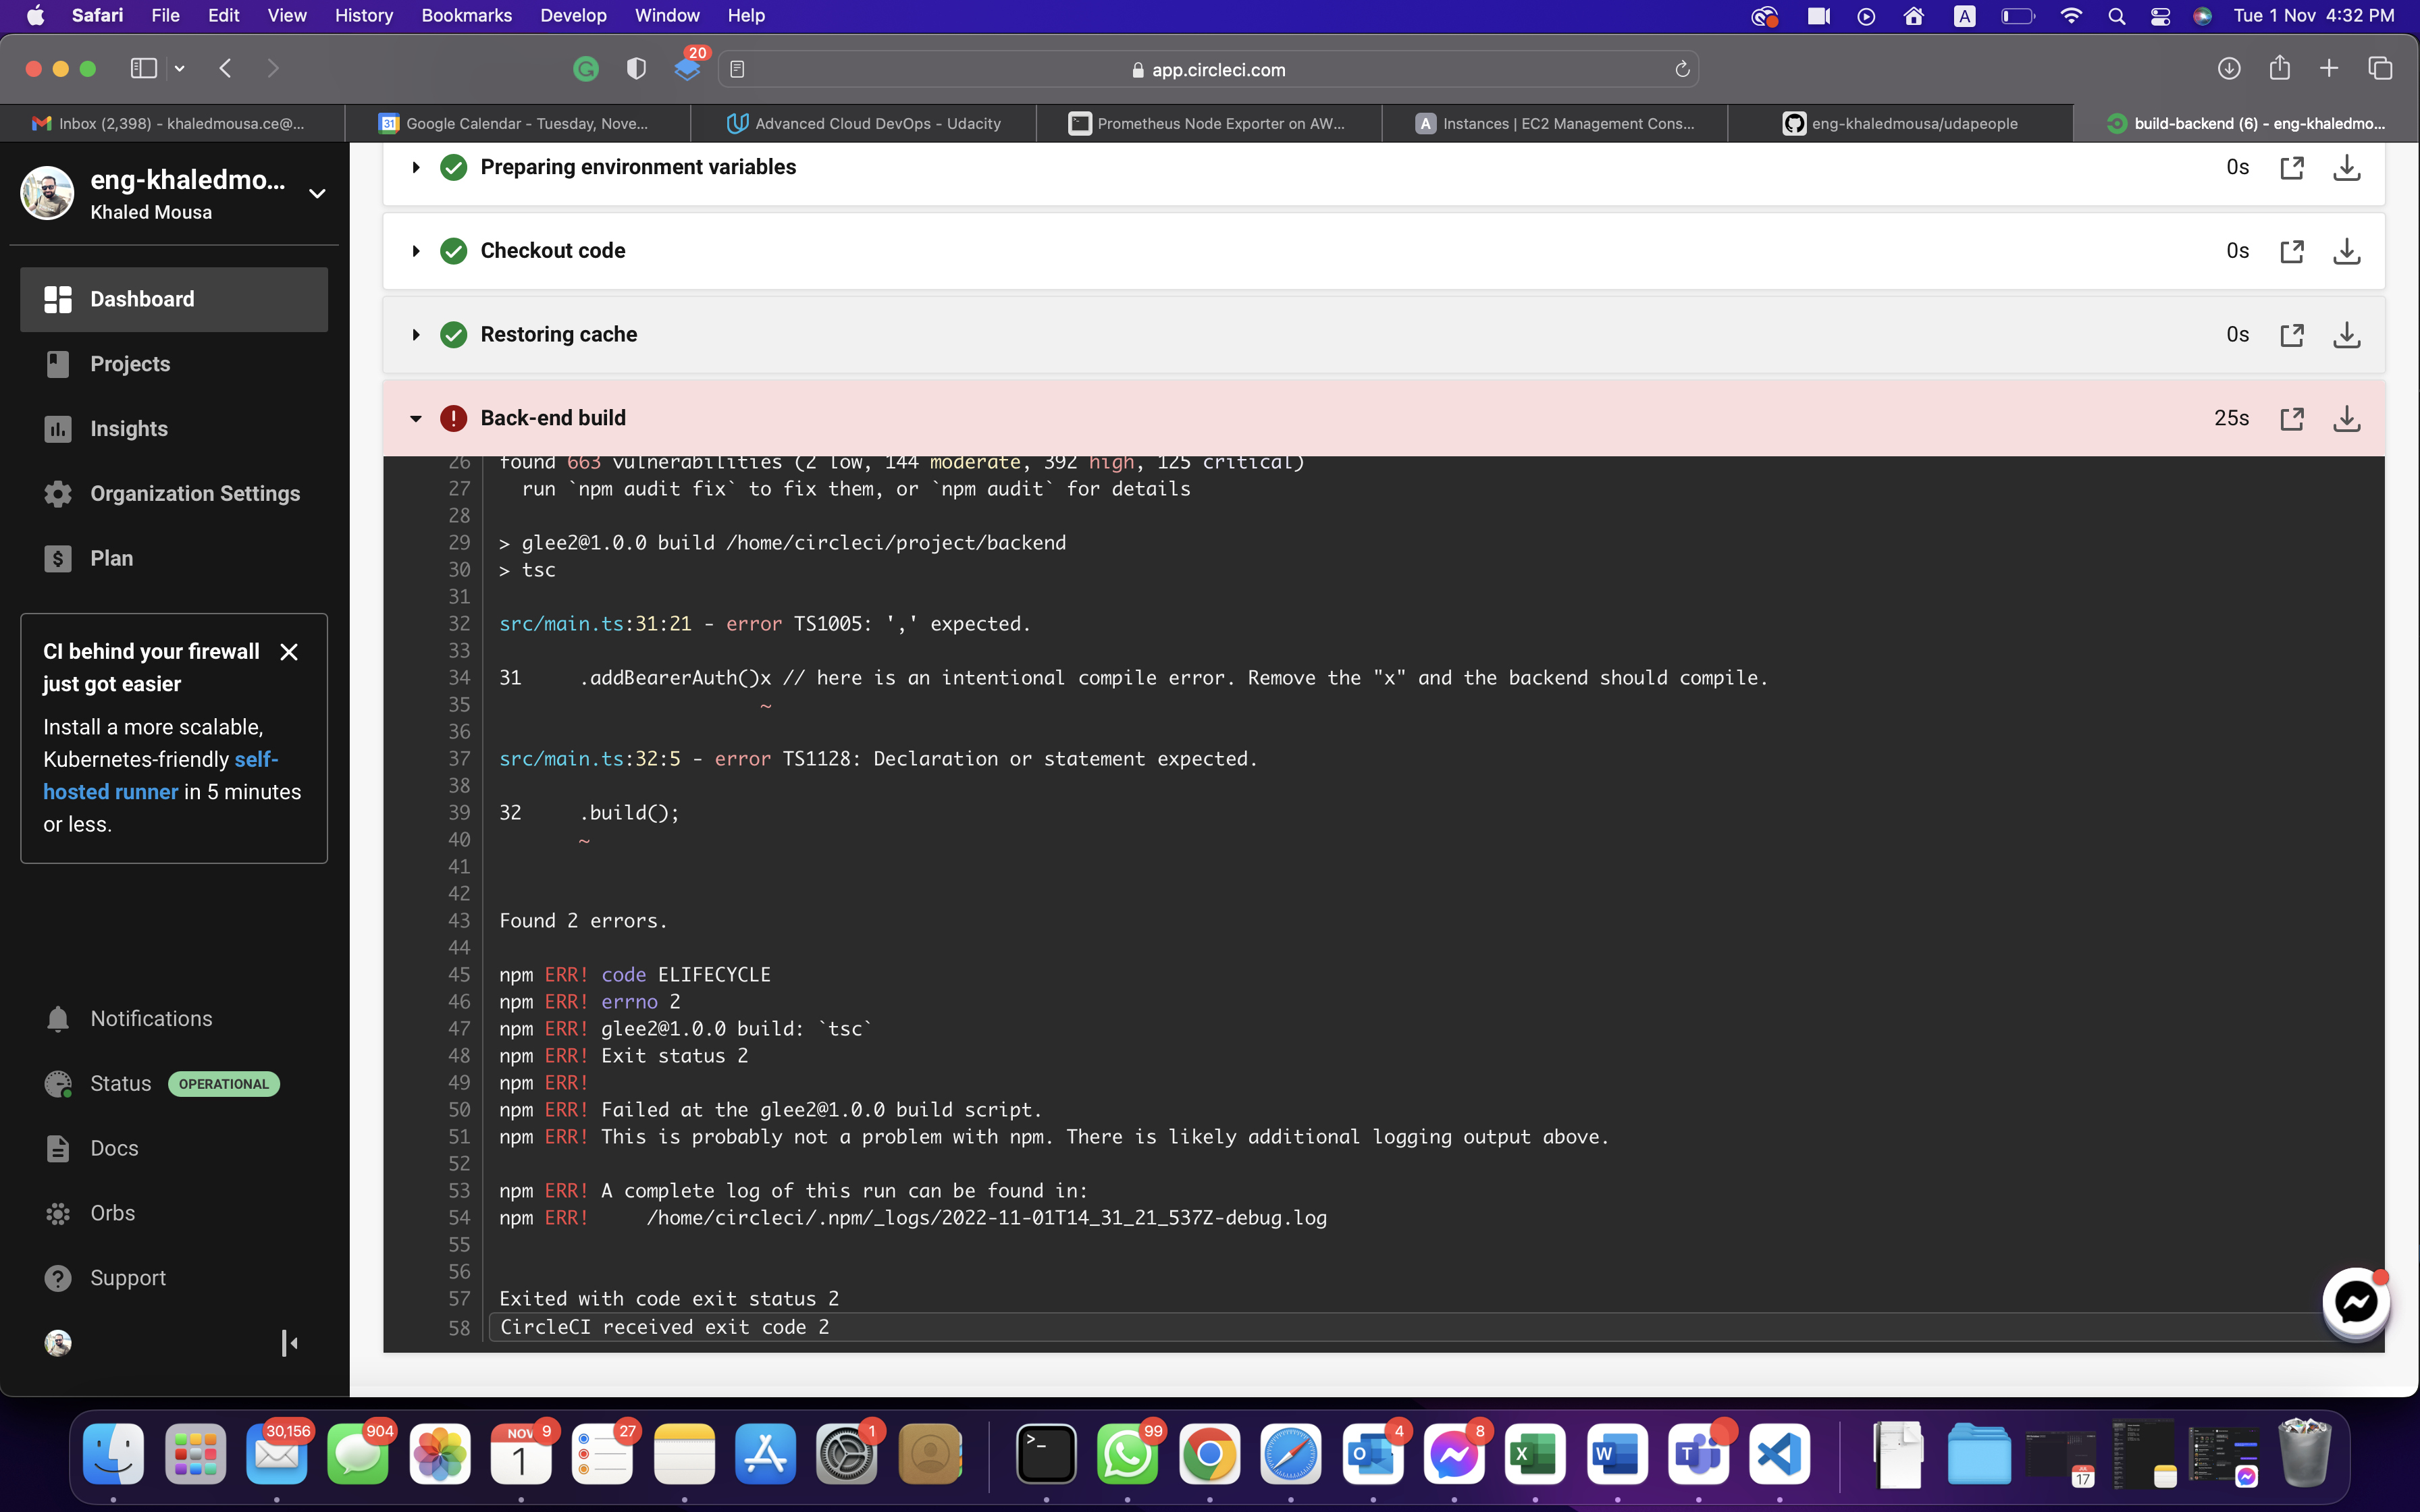 Safari File Edit View History Bookmarks Develop Window Help
A
Tue 1 Nov 4:32 PM
20
app.circleci.com
Inbox (2,398) - khaledmousa.ce@...
31 Google Calendar - Tuesday, Nove...
Advanced Cloud DevOps - Udacity
Prometheus Node Exporter on AW...
A Instances | EC2 Management Cons...
eng-khaledmousa/udapeople
build-backend (6) - eng-khaledmo...
eng-khaledmo...
Khaled Mousa
Dashboard
Projects
Insights
Organization Settings
Plan
CI behind your firewall
just got easier
Install a more scalable,
Kubernetes-friendly self-
hosted runner in 5 minutes
or less.
Notifications
Status OPERATIONAL
Docs
Orbs
Support
Preparing environment variables 0s
Checkout code 0s
Restoring cache 0s
Back-end build 25s
26 found 663 vulnerabilities (2 low, 144 moderate, 392 high, 125 critical)
27 run `npm audit fix` to fix them, or `npm audit` for details
28
29 > glee2@1.0.0 build /home/circleci/project/backend
30 > tsc
31
32 src/main.ts:31:21 - error TS1005: ',' expected.
33
34 31 .addBearerAuth()x // here is an intentional compile error. Remove the "x" and the backend should compile.
35 ~
36
37 src/main.ts:32:5 - error TS1128: Declaration or statement expected.
38
39 32 .build();
40 ~
41
42
43 Found 2 errors.
44
45 npm ERR! code ELIFECYCLE
46 npm ERR! errno 2
47 npm ERR! glee2@1.0.0 build: `tsc`
48 npm ERR! Exit status 2
49 npm ERR!
50 npm ERR! Failed at the glee2@1.0.0 build script.
51 npm ERR! This is probably not a problem with npm. There is likely additional logging output above.
52
53 npm ERR! A complete log of this run can be found in:
54 npm ERR! /home/circleci/.npm/_logs/2022-11-01T14_31_21_537Z-debug.log
55
56
57 Exited with code exit status 2
58 CircleCI received exit code 2
30,156
904
NOV 9
1
27
1
99
4
8
17